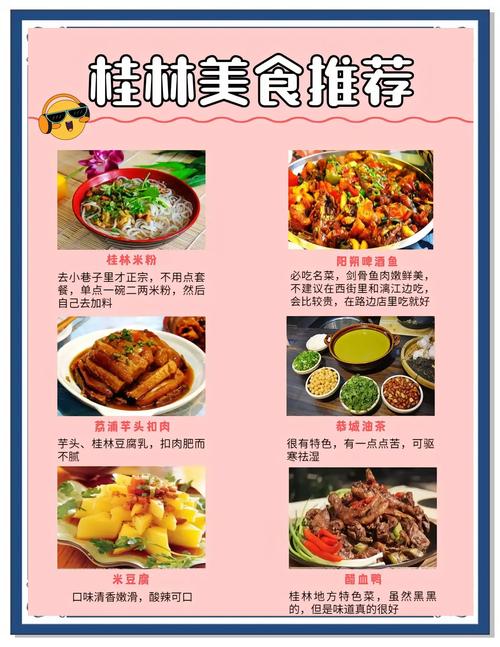 桂林美食推荐
桂林米粉
去小巷子里才正宗，不用点套
餐，单点一碗二两米粉，然后
自己去加料
阳朔啤酒鱼
必吃名菜，剑骨鱼肉嫩鲜美，
不建议在西街里和漓江边吃，
会比较贵，在路边店里吃就好
荔浦芋头扣肉
芋头、桂林豆腐乳，扣肉肥而
不腻
恭城油茶
很有特色，有一点点苦，可驱
寒祛湿
米豆腐
口味清香嫩滑，酸辣可口
醋血鸭
桂林地方特色菜，虽然黑黑
的，但是味道真的很好